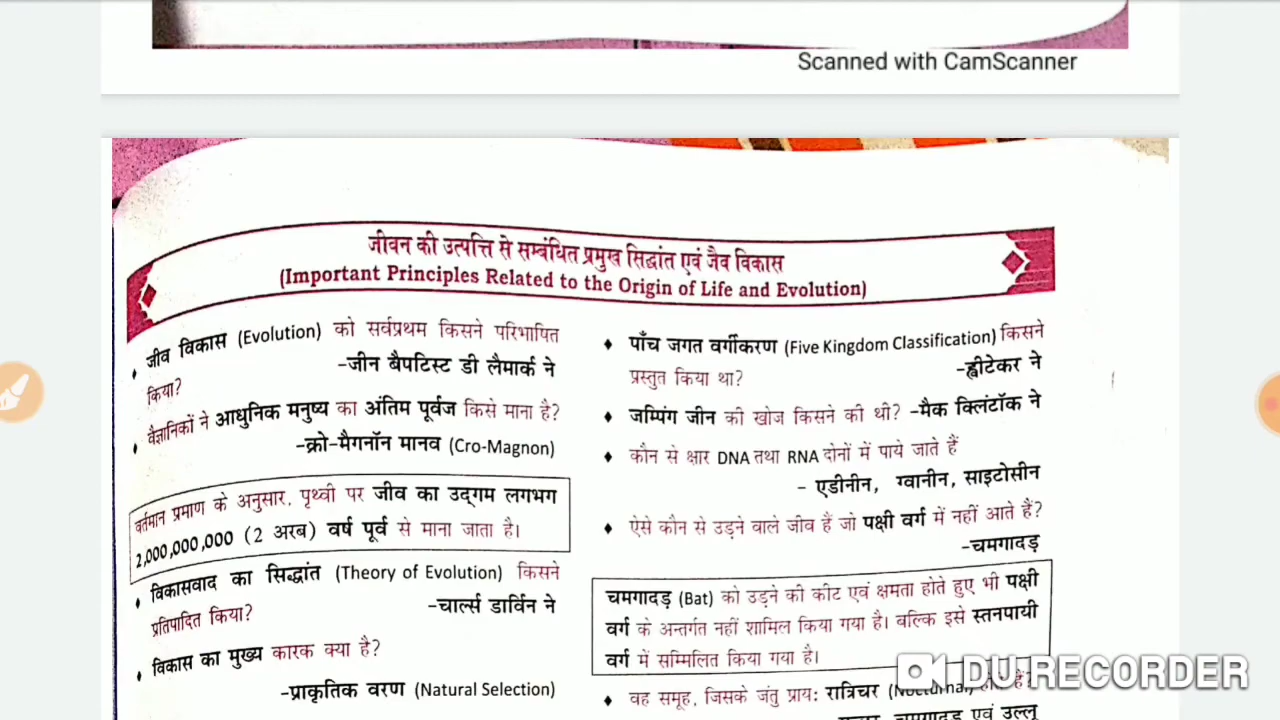 Scanned with CamScanner
जीवन की उत्पत्ति से सम्बंधित प्रमुख सिद्धांत एवं जैव विकास
(Important Principles Related to the Origin of Life and Evolution)
♦ जीव विकास (Evolution) को सर्वप्रथम किसने परिभाषित
किया? -जीन बैपटिस्ट डी लैमार्क ने
♦ वैज्ञानिकों ने आधुनिक मनुष्य का अंतिम पूर्वज किसे माना है?
-क्रो-मैगनॉन मानव (Cro-Magnon)
वर्तमान प्रमाण के अनुसार, पृथ्वी पर जीव का उद्गम लगभग
2,000,000,000 (2 अरब) वर्ष पूर्व से माना जाता है।
♦ विकासवाद का सिद्धांत (Theory of Evolution) किसने
प्रतिपादित किया? -चार्ल्स डार्विन ने
♦ विकास का मुख्य कारक क्या है?
-प्राकृतिक वरण (Natural Selection)
♦ पाँच जगत वर्गीकरण (Five Kingdom Classification) किसने
प्रस्तुत किया था? -ह्वीटेकर ने
♦ जम्पिंग जीन की खोज किसने की थी? -मैक क्लिंटॉक ने
♦ कौन से क्षार DNA तथा RNA दोनों में पाये जाते हैं
- एडीनीन, ग्वानीन, साइटोसीन
♦ ऐसे कौन से उड़ने वाले जीव हैं जो पक्षी वर्ग में नहीं आते हैं?
-चमगादड़
चमगादड़ (Bat) को उड़ने की कीट एवं क्षमता होते हुए भी पक्षी
वर्ग के अन्तर्गत नहीं शामिल किया गया है। बल्कि इसे स्तनपायी
वर्ग में सम्मिलित किया गया है।
♦ वह समूह, जिसके जंतु प्राय: रात्रिचर (Nocturnal) होते हैं?
चमगादड़ एवं उल्लू
DU RECORDER